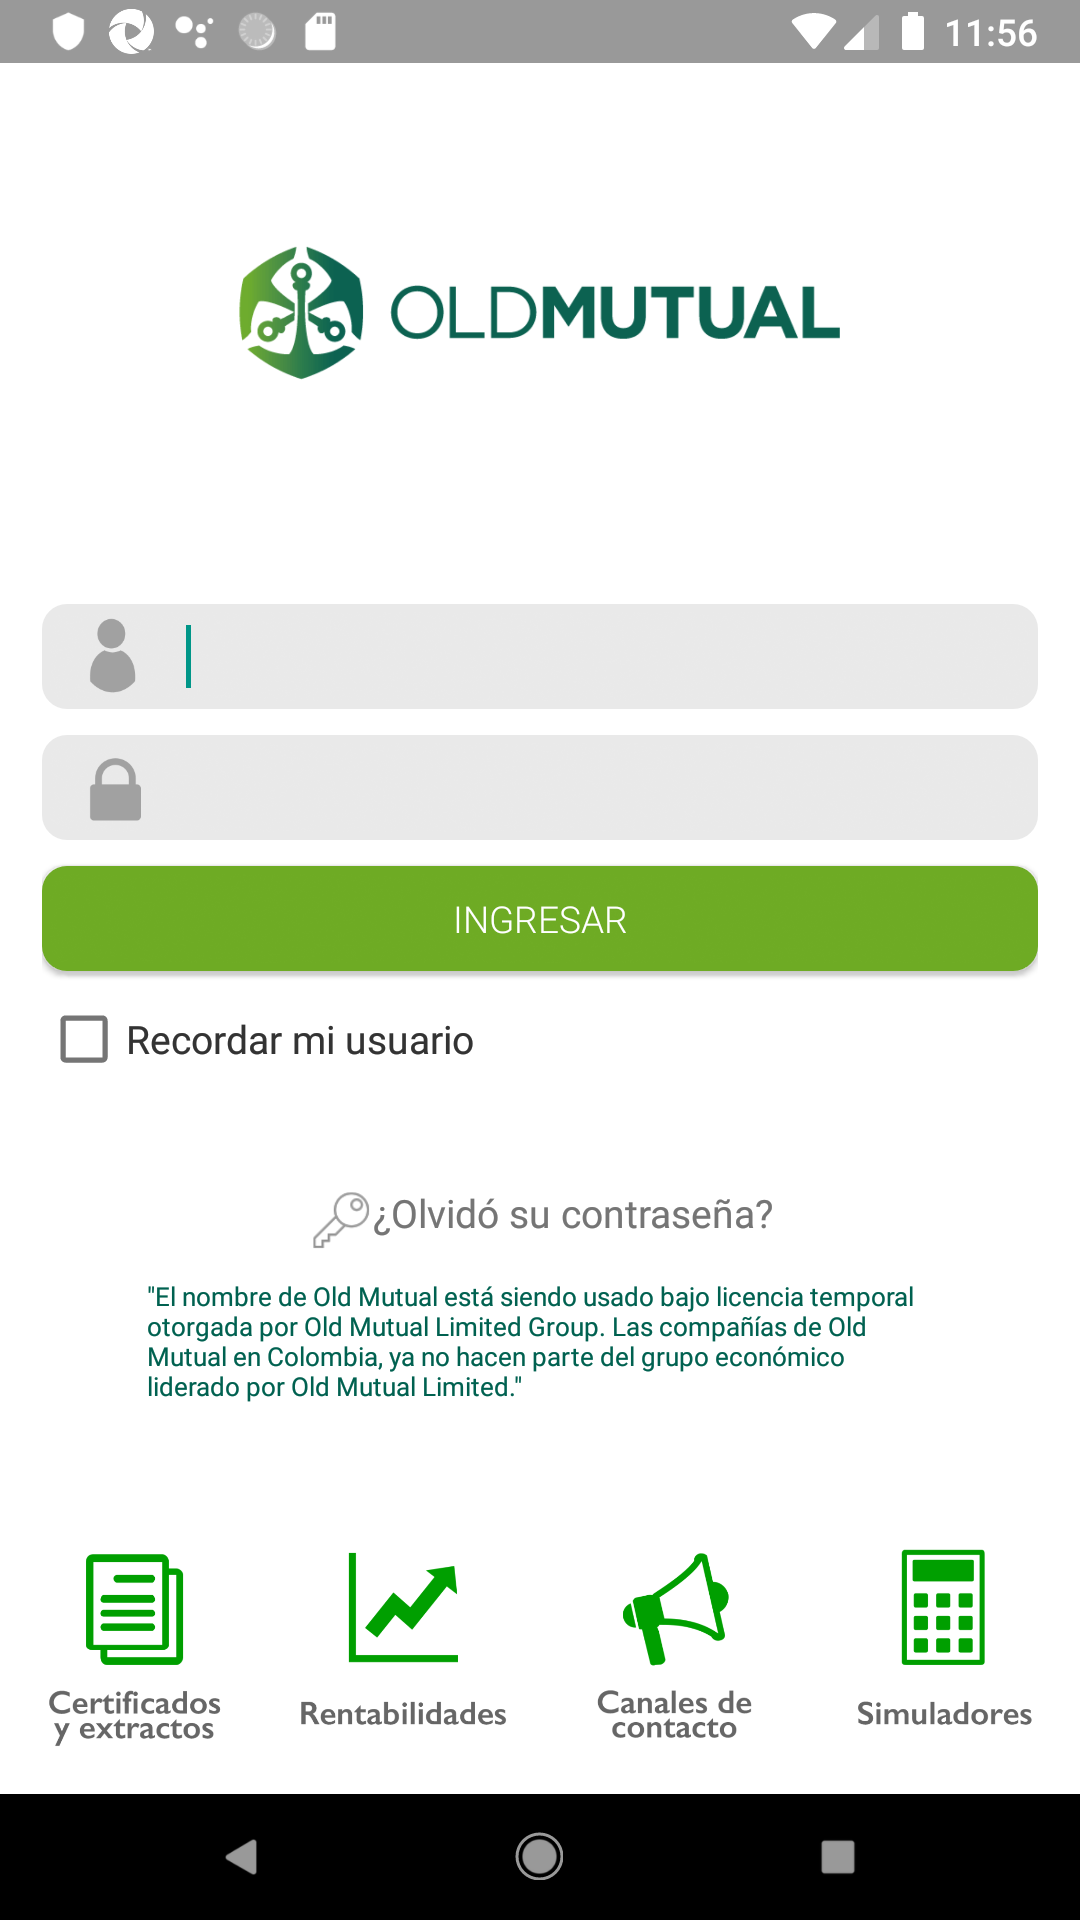 11:56
OLDMUTUAL
INGRESAR
Recordar mi usuario
¿Olvidó su contraseña?
"El nombre de Old Mutual está siendo usado bajo licencia temporal
otorgada por Old Mutual Limited Group. Las compañías de Old
Mutual en Colombia, ya no hacen parte del grupo económico
liderado por Old Mutual Limited."
Certificados
y extractos
Rentabilidades
Canales de
contacto
Simuladores